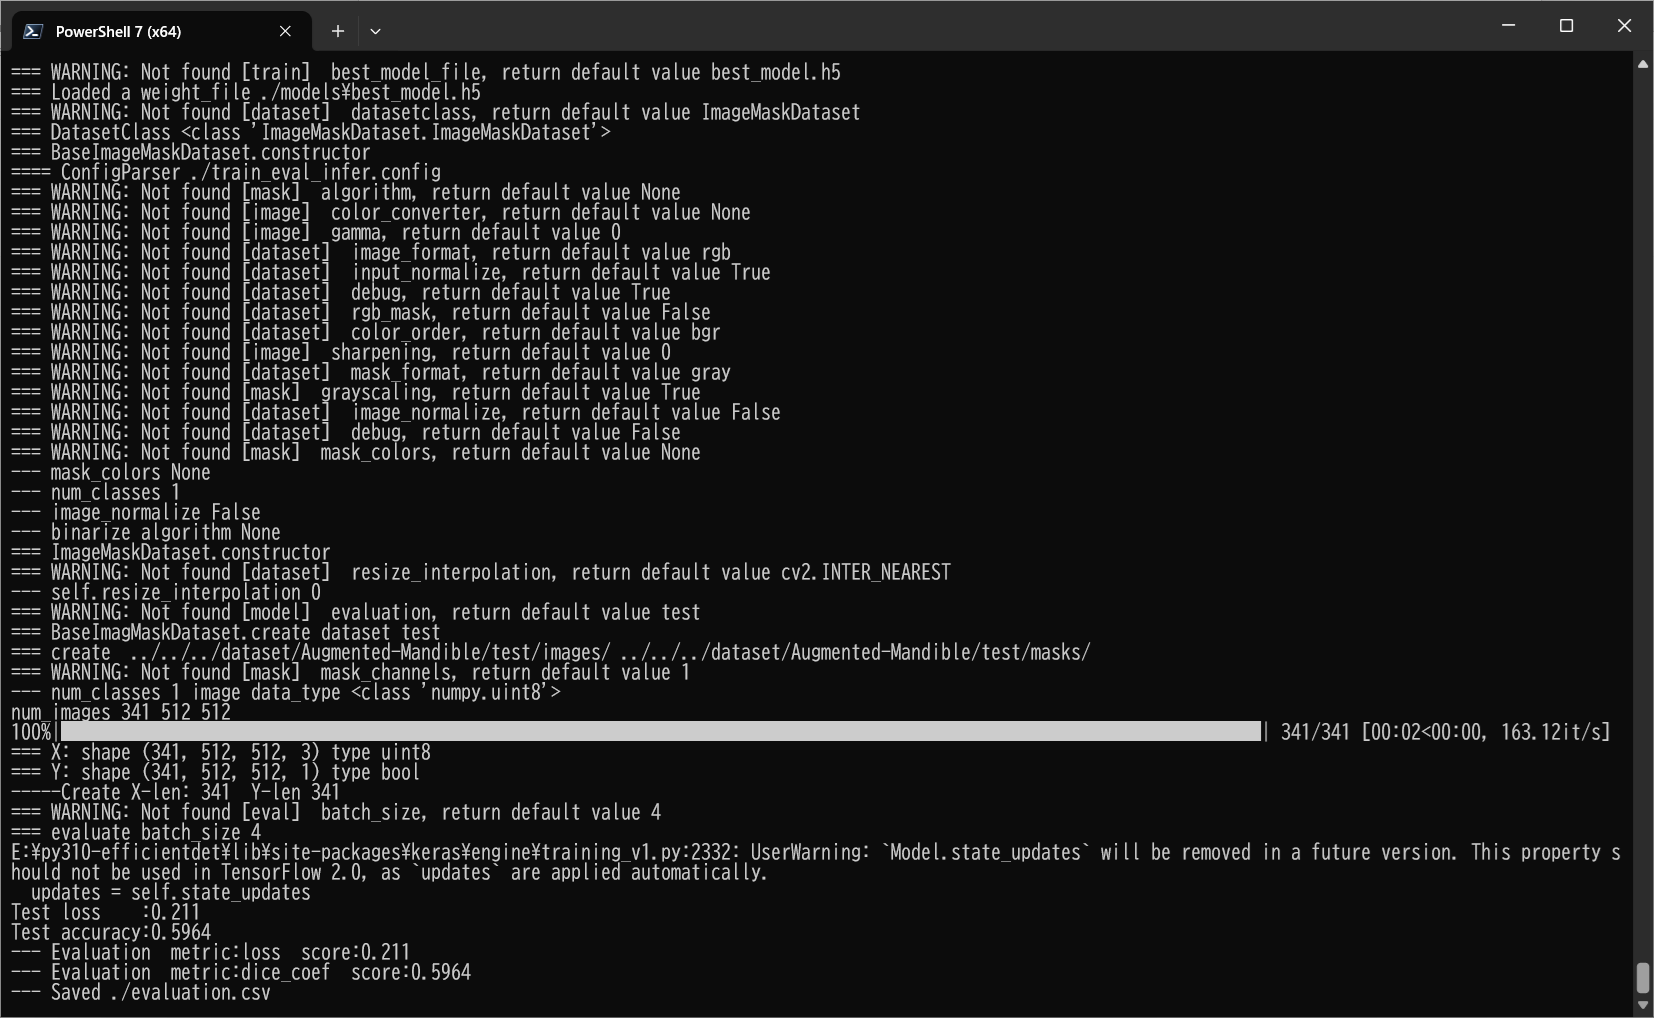 PowerShell 7 (x64)
=== WARNING: Not found [train]  best_model_file, return default value best_model.h5
=== Loaded a weight_file ./models¥best_model.h5
=== WARNING: Not found [dataset]  datasetclass, return default value ImageMaskDataset
=== DatasetClass <class 'ImageMaskDataset.ImageMaskDataset'>
=== BaseImageMaskDataset.constructor
==== ConfigParser ./train_eval_infer.config
=== WARNING: Not found [mask]  algorithm, return default value None
=== WARNING: Not found [image]  color_converter, return default value None
=== WARNING: Not found [image]  gamma, return default value 0
=== WARNING: Not found [dataset]  image_format, return default value rgb
=== WARNING: Not found [dataset]  input_normalize, return default value True
=== WARNING: Not found [dataset]  debug, return default value True
=== WARNING: Not found [dataset]  rgb_mask, return default value False
=== WARNING: Not found [dataset]  color_order, return default value bgr
=== WARNING: Not found [image]  sharpening, return default value 0
=== WARNING: Not found [dataset]  mask_format, return default value gray
=== WARNING: Not found [mask]  grayscaling, return default value True
=== WARNING: Not found [dataset]  image_normalize, return default value False
=== WARNING: Not found [dataset]  debug, return default value False
=== WARNING: Not found [mask]  mask_colors, return default value None
--- mask_colors None
--- num_classes 1
--- image_normalize False
--- binarize algorithm None
=== ImageMaskDataset.constructor
=== WARNING: Not found [dataset]  resize_interpolation, return default value cv2.INTER_NEAREST
--- self.resize_interpolation 0
=== WARNING: Not found [model]  evaluation, return default value test
=== BaseImagMaskDataset.create dataset test
=== create  ../../../dataset/Augmented-Mandible/test/images/ ../../../dataset/Augmented-Mandible/test/masks/
=== WARNING: Not found [mask]  mask_channels, return default value 1
--- num_classes 1 image data_type <class 'numpy.uint8'>
num_images 341 512 512
100%| | 341/341 [00:02<00:00, 163.12it/s]
=== X: shape (341, 512, 512, 3) type uint8
=== Y: shape (341, 512, 512, 1) type bool
-----Create X-len: 341  Y-len 341
=== WARNING: Not found [eval]  batch_size, return default value 4
=== evaluate batch_size 4
E:¥py310-efficientdet¥lib¥site-packages¥keras¥engine¥training_v1.py:2332: UserWarning: `Model.state_updates` will be removed in a future version. This property s
hould not be used in TensorFlow 2.0, as `updates` are applied automatically.
  updates = self.state_updates
Test loss    :0.211
Test accuracy:0.5964
--- Evaluation  metric:loss  score:0.211
--- Evaluation  metric:dice_coef  score:0.5964
--- Saved ./evaluation.csv